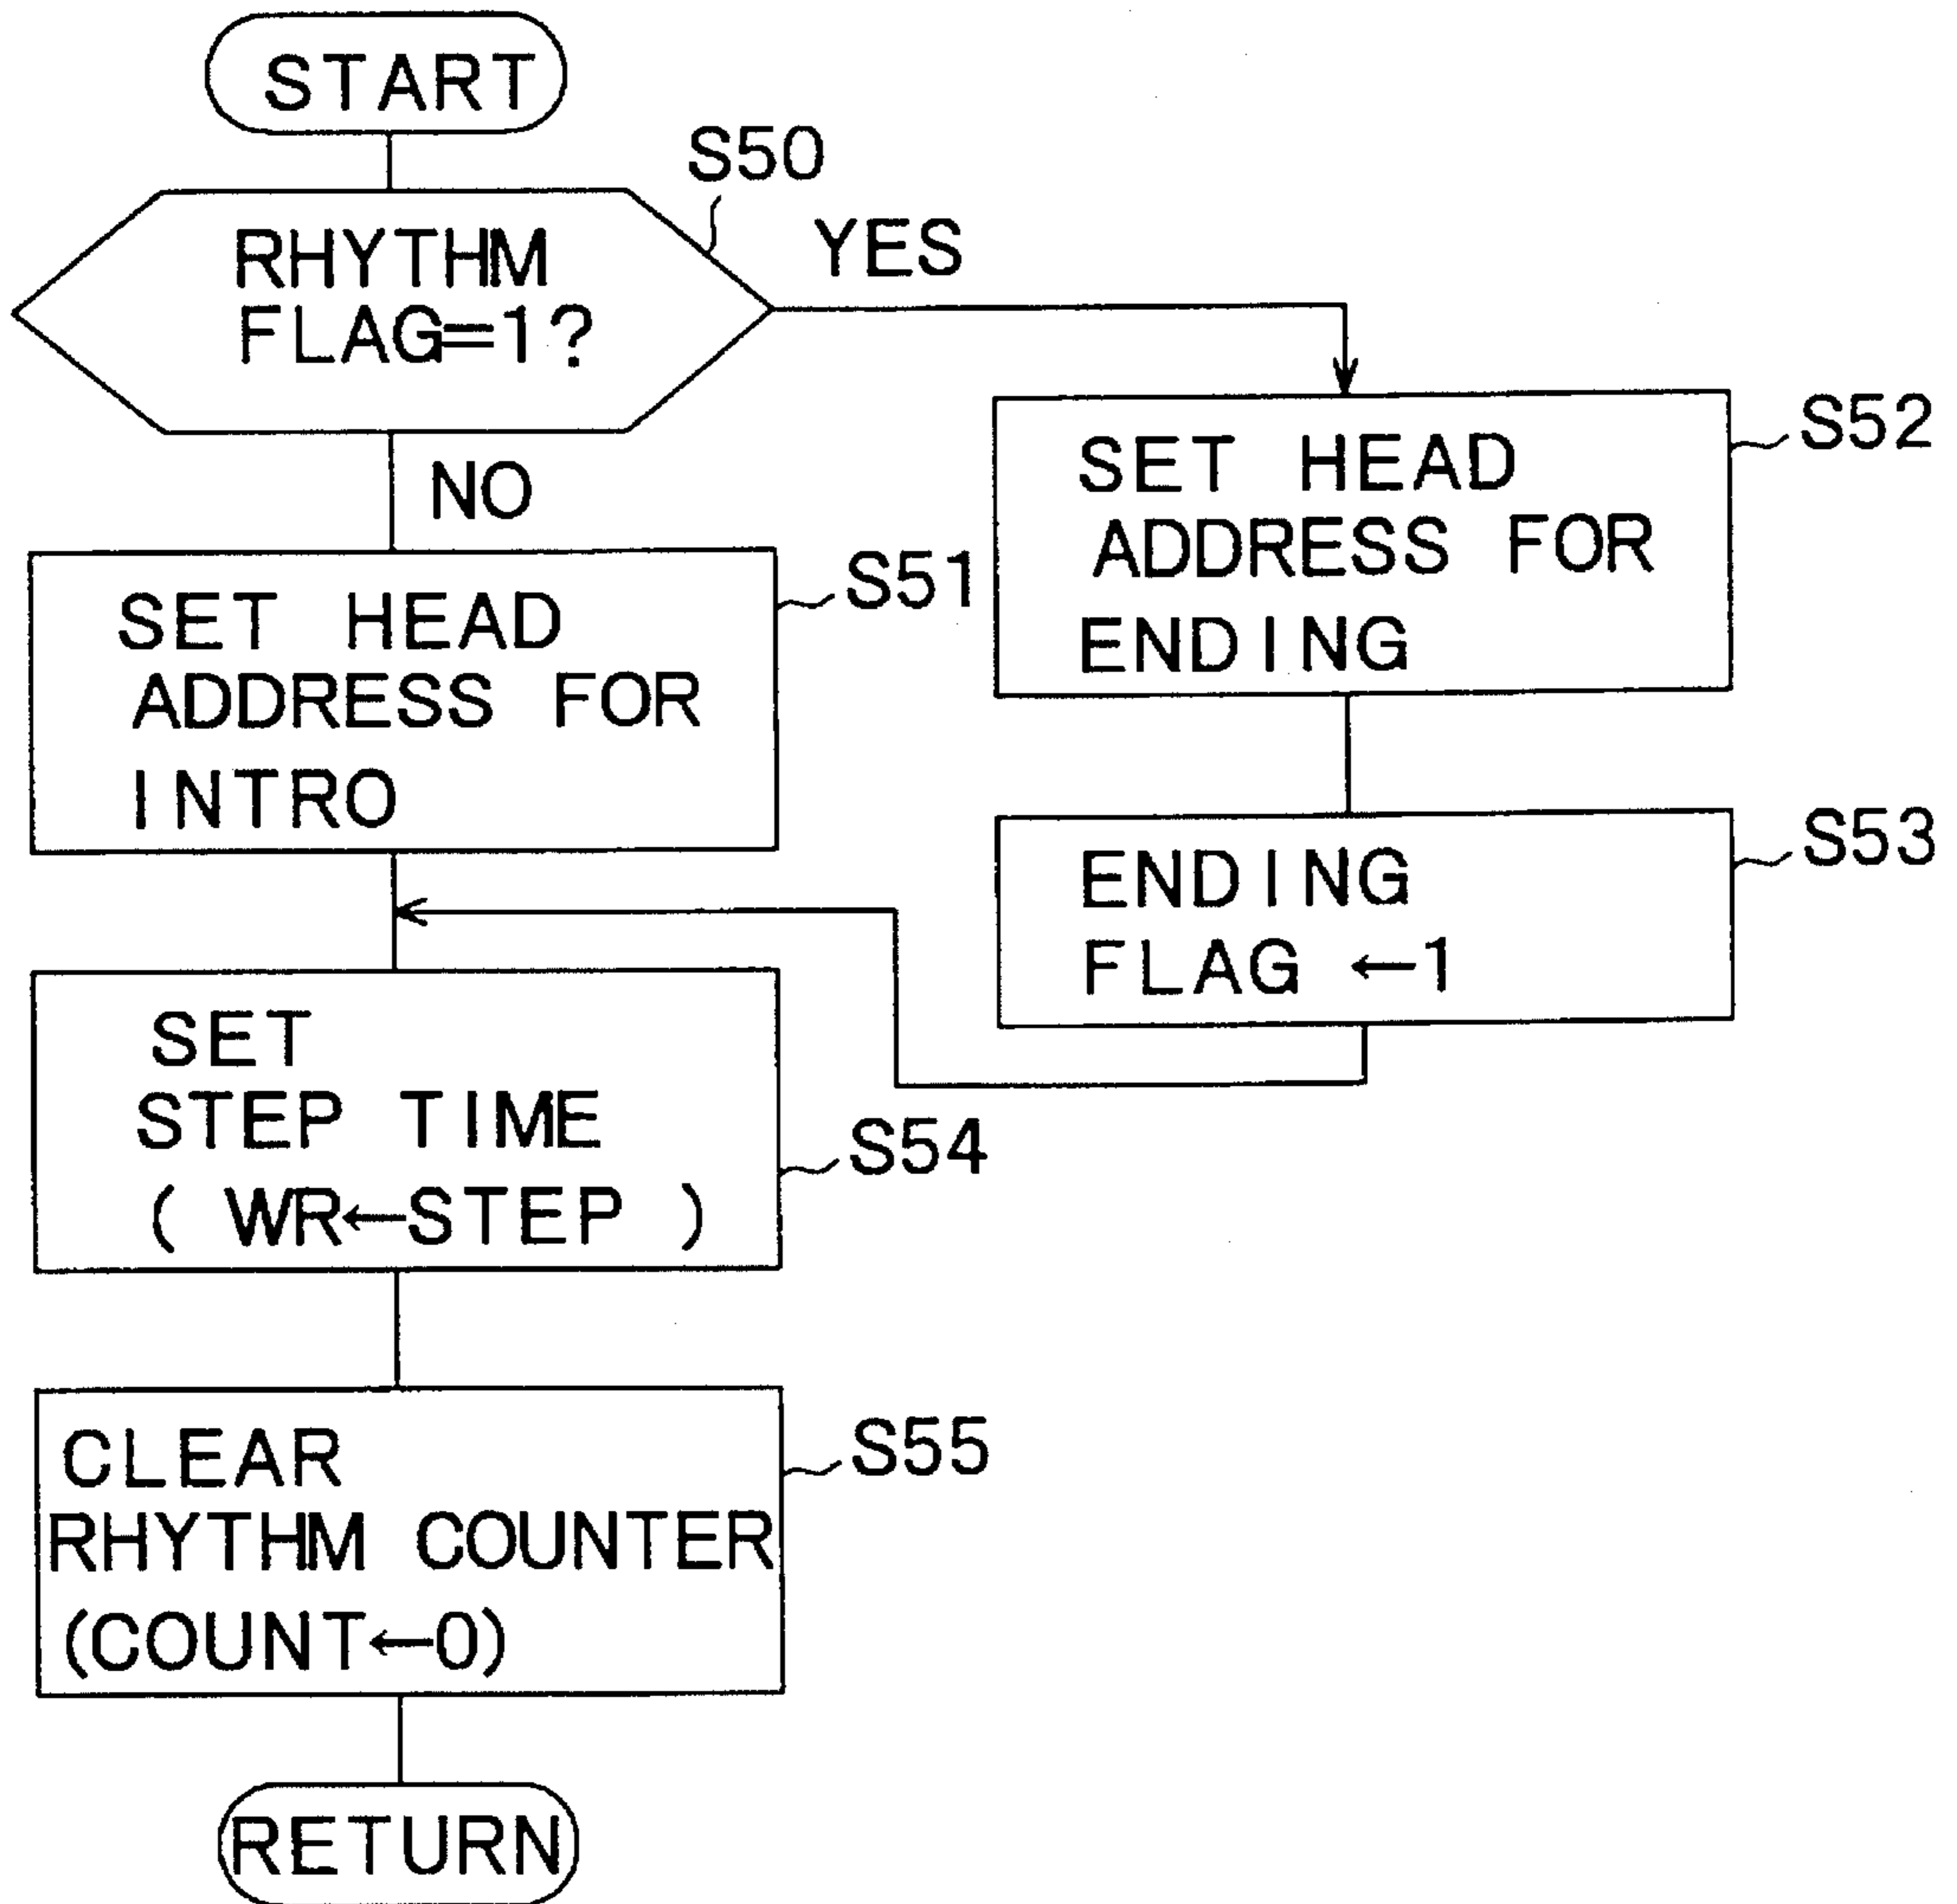 START
S50
RHYTHM
FLAG=1?
YES
NO
S52
SET HEAD
ADDRESS FOR
ENDING
S51
SET HEAD
ADDRESS FOR
INTRO
S53
ENDING
FLAG ←1
SET
STEP TIME
( WR←STEP )
S54
CLEAR
RHYTHM COUNTER
(COUNT←0)
S55
RETURN